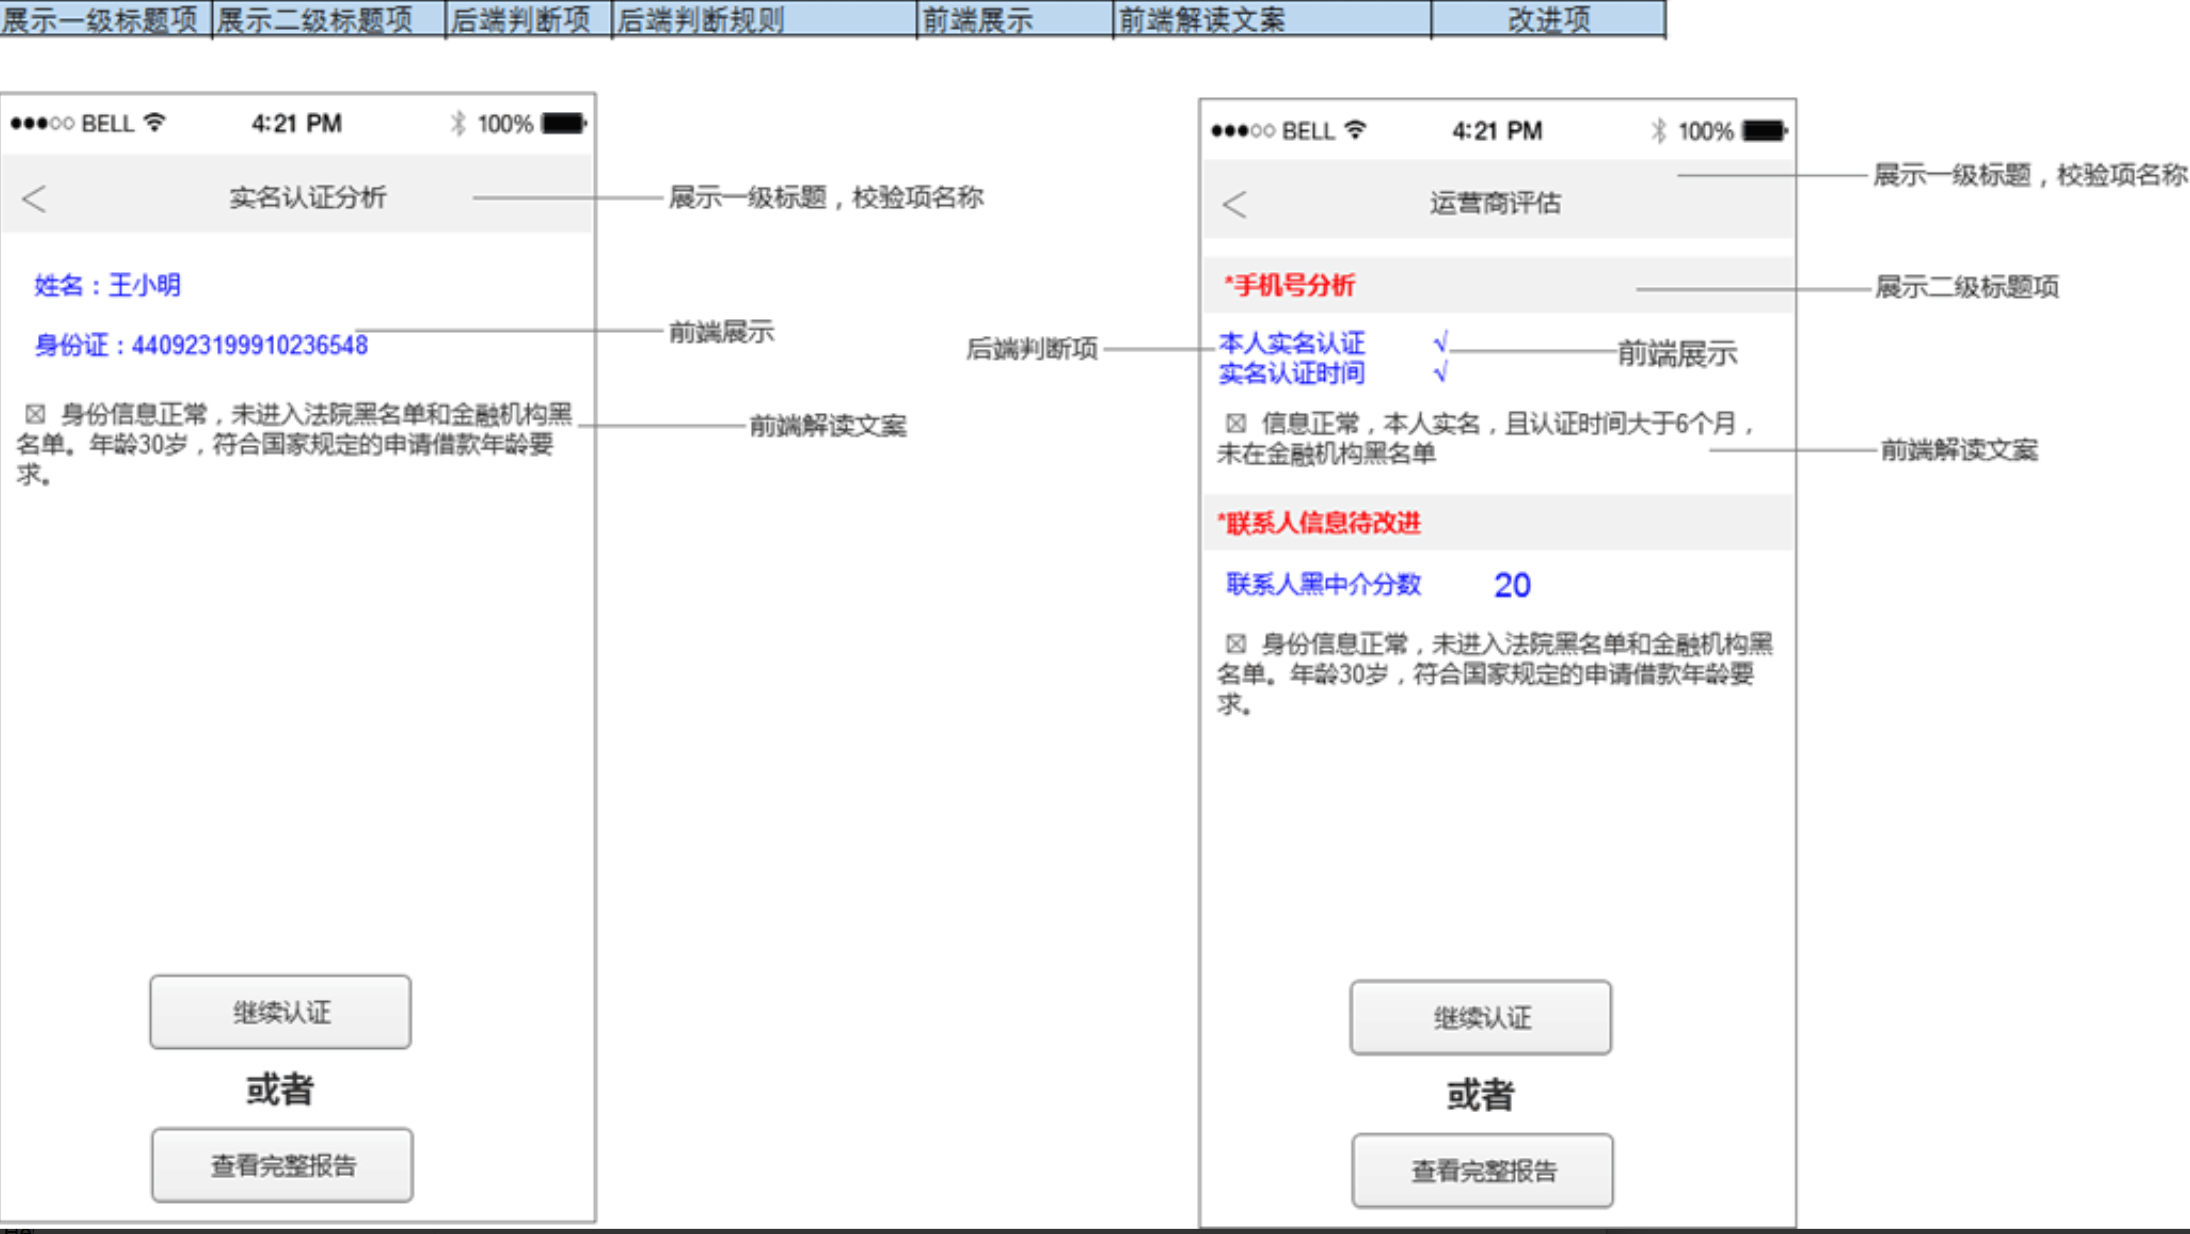 展示一级标题项 展示二级标题项 后端判断项 后端判断规则 前端展示 前端解读文案 改进项
BELL 4:21 PM 100%
< 实名认证分析
展示一级标题，校验项名称
姓名：王小明
身份证：440923199910236548
前端展示
☒ 身份信息正常，未进入法院黑名单和金融机构黑
名单。年龄30岁，符合国家规定的申请借款年龄要
求。
前端解读文案
继续认证
或者
查看完整报告
BELL 4:21 PM 100%
< 运营商评估
展示一级标题，校验项名称
*手机号分析
展示二级标题项
后端判断项
本人实名认证 √
实名认证时间 √
前端展示
☒ 信息正常，本人实名，且认证时间大于6个月，
未在金融机构黑名单
前端解读文案
*联系人信息待改进
联系人黑中介分数 20
☒ 身份信息正常，未进入法院黑名单和金融机构黑
名单。年龄30岁，符合国家规定的申请借款年龄要
求。
继续认证
或者
查看完整报告